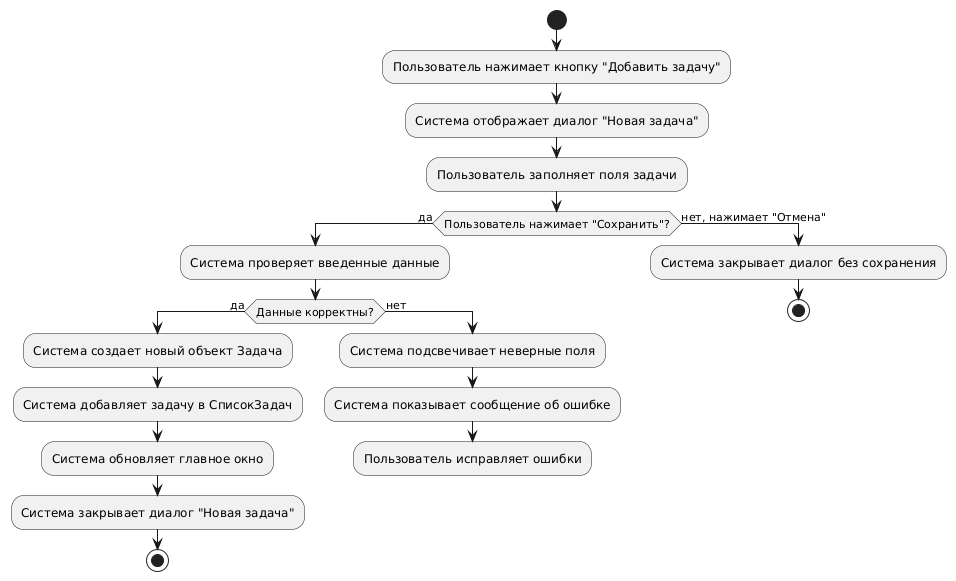 Пользователь нажимает кнопку "Добавить задачу"
Система отображает диалог "Новая задача"
Пользователь заполняет поля задачи
да
Пользователь нажимает "Сохранить"?
нет, нажимает "Отмена"
Система проверяет введенные данные
Система закрывает диалог без сохранения
да
Данные корректны?
нет
Система создает новый объект Задача
Система подсвечивает неверные поля
Система добавляет задачу в СписокЗадач
Система показывает сообщение об ошибке
Система обновляет главное окно
Пользователь исправляет ошибки
Система закрывает диалог "Новая задача"